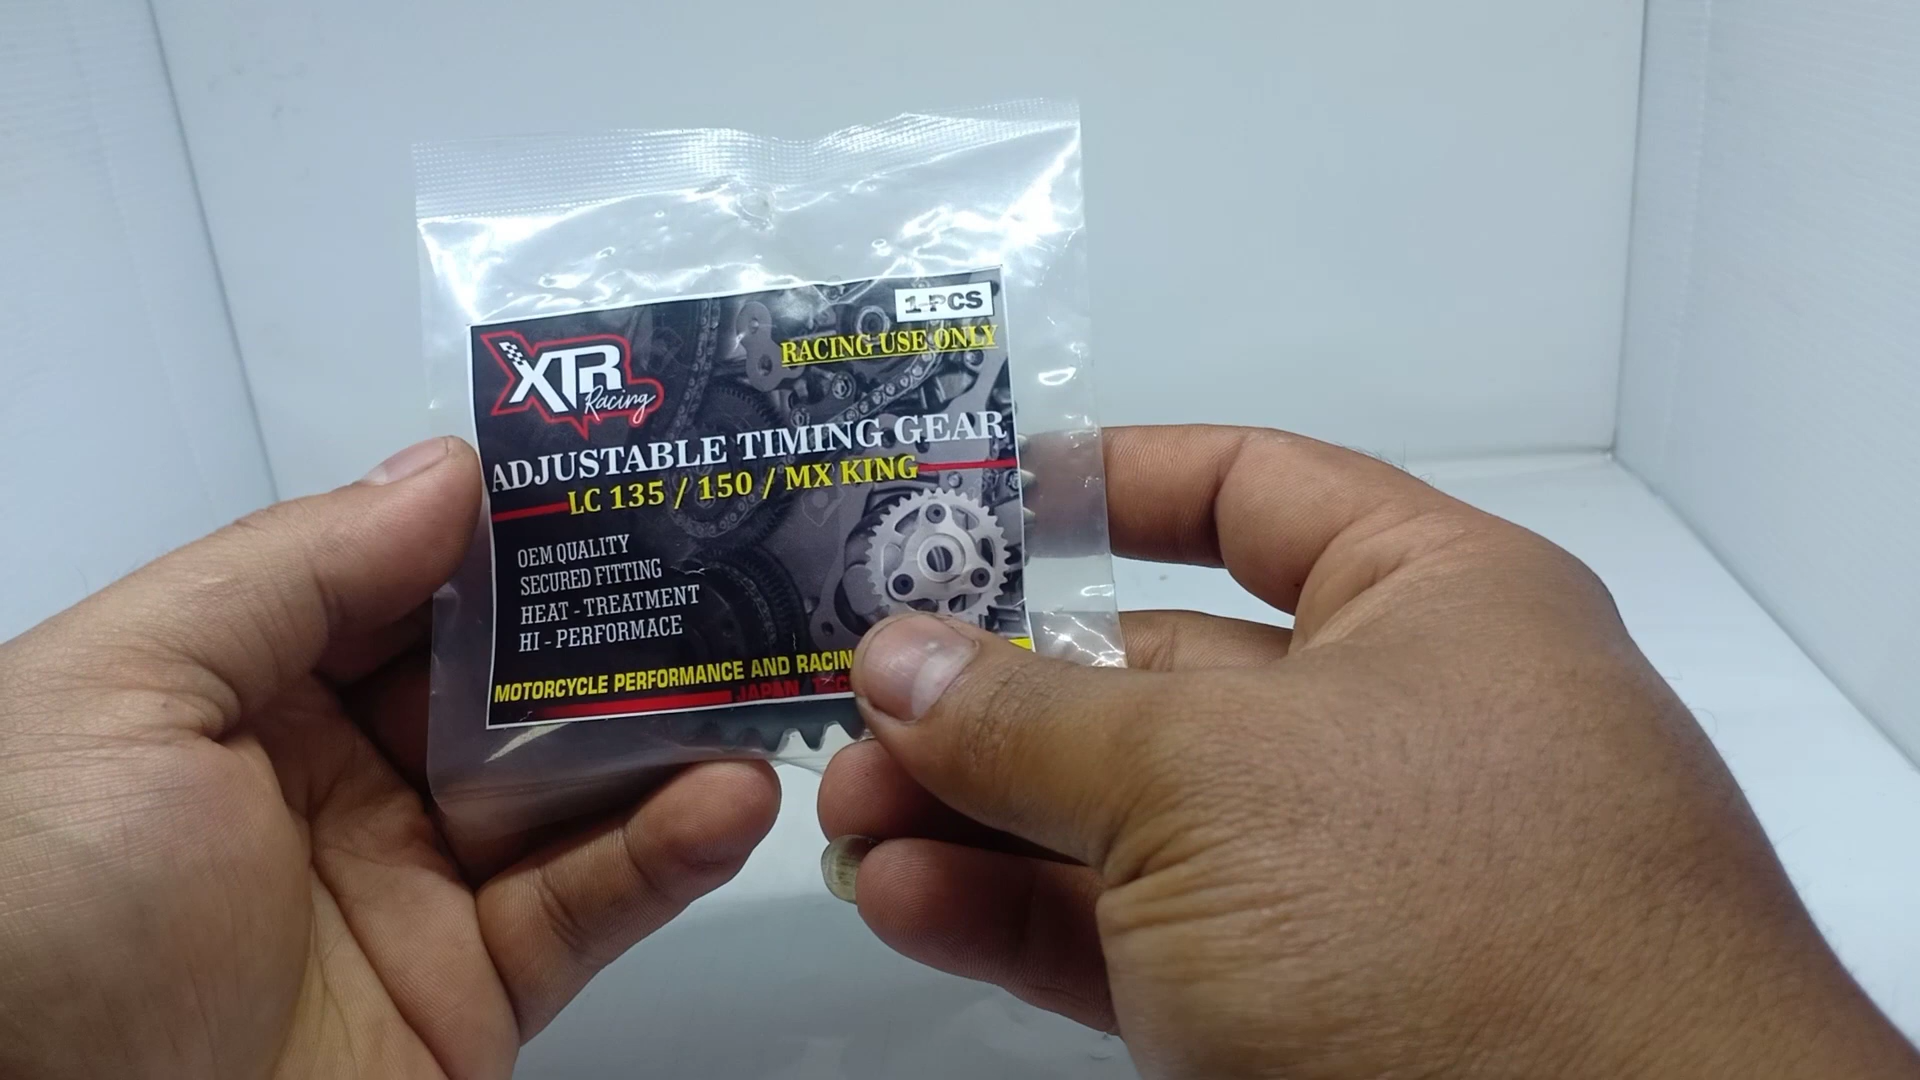 1-PCS
RACING USE ONLY
XTR
Racing
ADJUSTABLE TIMING GEAR
LC 135 / 150 / MX KING
OEM QUALITY
SECURED FITTING
HEAT - TREATMENT
HI - PERFORMACE
MOTORCYCLE PERFORMANCE AND RACIN
JAPAN